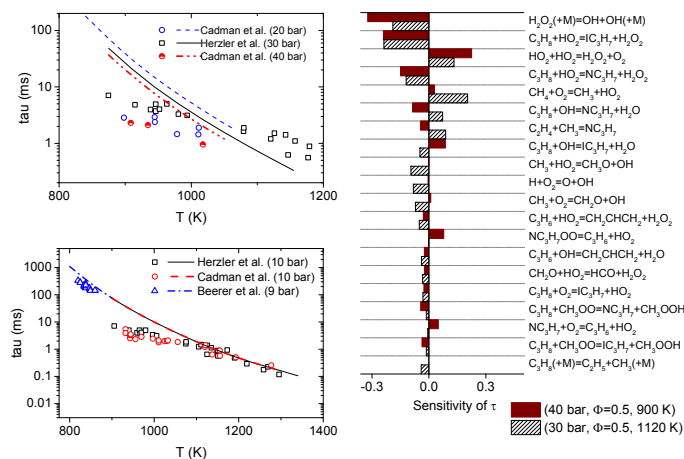 tau (ms)
100
10
1
Cadman et al. (20 bar)
Herzler et al. (30 bar)
Cadman et al. (40 bar)
800
900
1000
1100
1200
T (K)
tau (ms)
1000
100
10
1
0.1
0.01
Herzler et al. (10 bar)
Cadman et al. (10 bar)
Beerer et al. (9 bar)
800
1000
1200
1400
T (K)
H₂O₂(+M)=OH+OH(+M)
C₃H₈+HO₂=IC₃H₇+H₂O₂
HO₂+HO₂=H₂O₂+O₂
C₃H₈+HO₂=NC₃H₇+H₂O₂
CH₄+O₂=CH₃+HO₂
C₃H₈+OH=NC₃H₇+H₂O
C₂H₄+CH₃=NC₃H₇
C₃H₈+OH=IC₃H₇+H₂O
CH₃+HO₂=CH₃O+OH
H+O₂=O+OH
CH₃+O₂=CH₂O+OH
C₃H₆+HO₂=CH₂CHCH₂+H₂O₂
NC₃H₇OO=C₃H₆+HO₂
C₃H₆+OH=CH₂CHCH₂+H₂O
CH₂O+HO₂=HCO+H₂O₂
C₃H₈+O₂=IC₃H₇+HO₂
C₃H₈+CH₃OO=NC₃H₇+CH₃OOH
NC₃H₇+O₂=C₃H₆+HO₂
C₃H₈+CH₃OO=IC₃H₇+CH₃OOH
C₃H₈(+M)=C₂H₅+CH₃(+M)
-0.3
0.0
0.3
Sensitivity of τ
(40 bar, Φ=0.5, 900 K)
(30 bar, Φ=0.5, 1120 K)